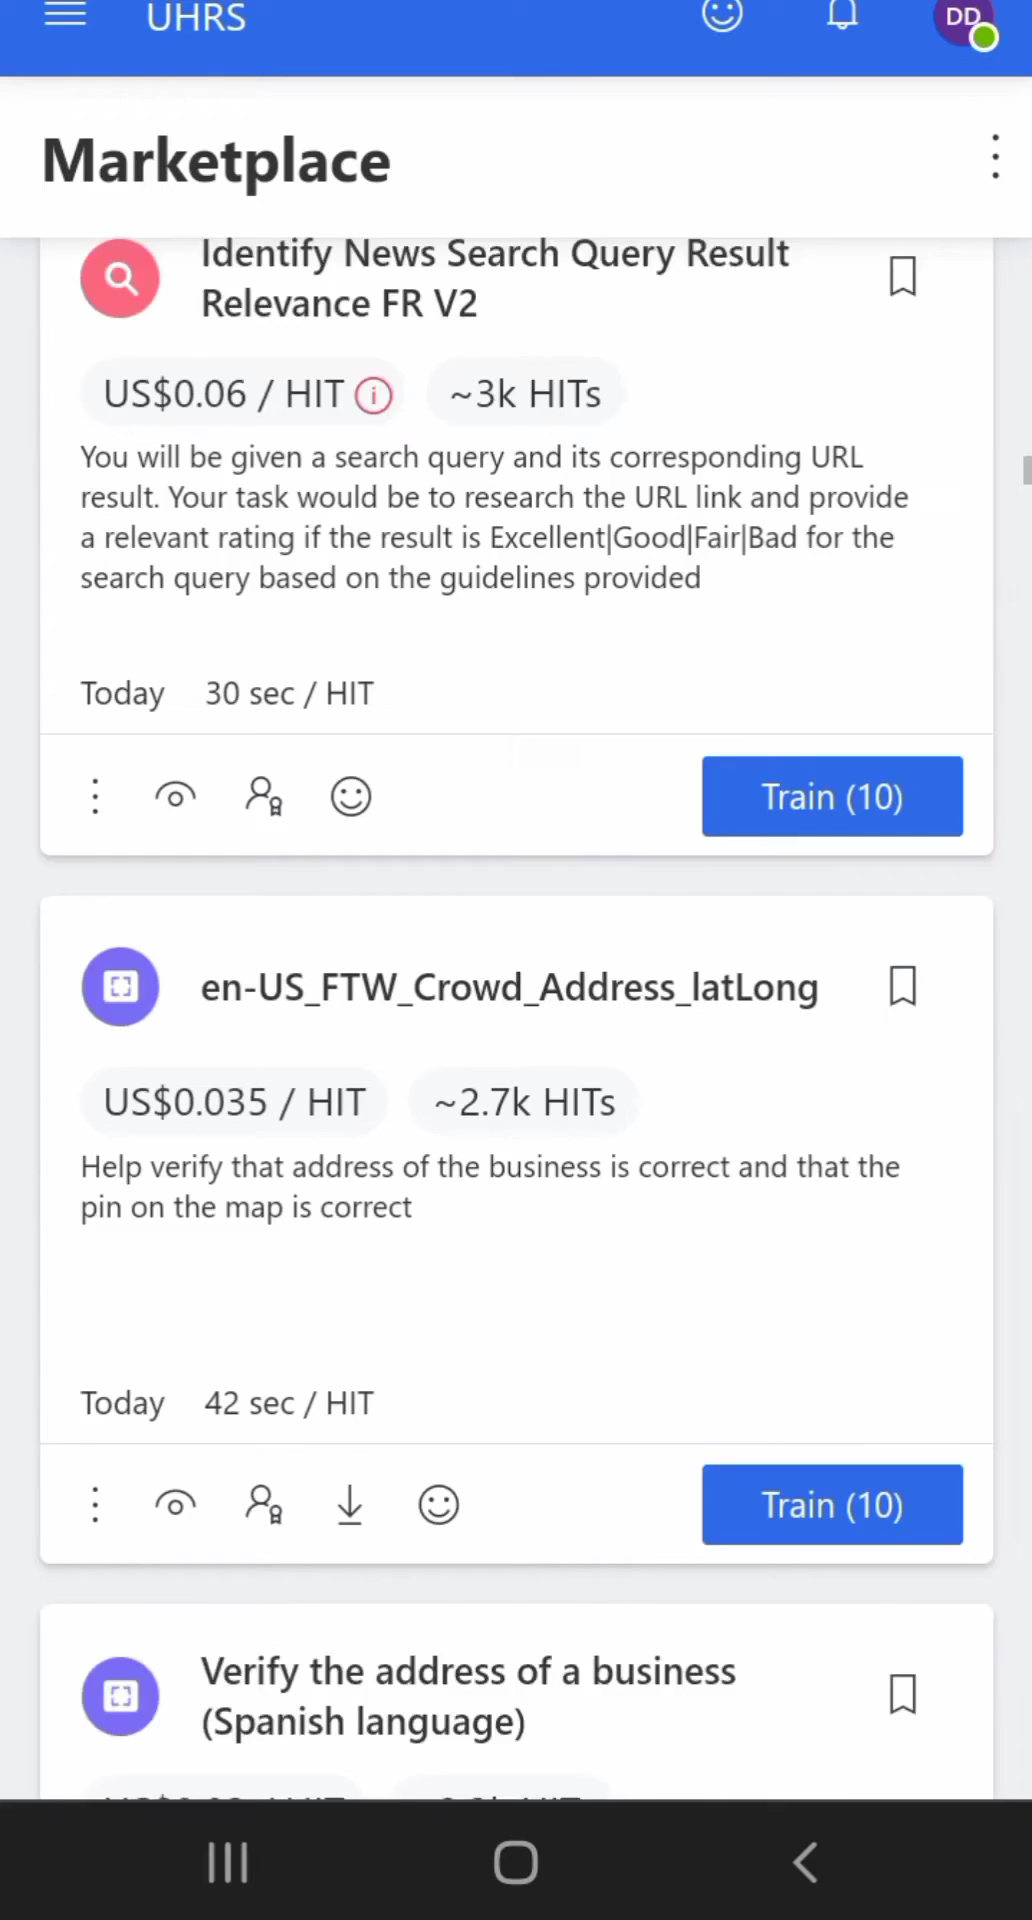 UHRS
DD
Marketplace
Identify News Search Query Result
Relevance FR V2
US$0.06 / HIT
~3k HITs
You will be given a search query and its corresponding URL
result. Your task would be to research the URL link and provide
a relevant rating if the result is Excellent|Good|Fair|Bad for the
search query based on the guidelines provided
Today 30 sec / HIT
Train (10)
en-US_FTW_Crowd_Address_latLong
US$0.035 / HIT
~2.7k HITs
Help verify that address of the business is correct and that the
pin on the map is correct
Today 42 sec / HIT
Train (10)
Verify the address of a business
(Spanish language)